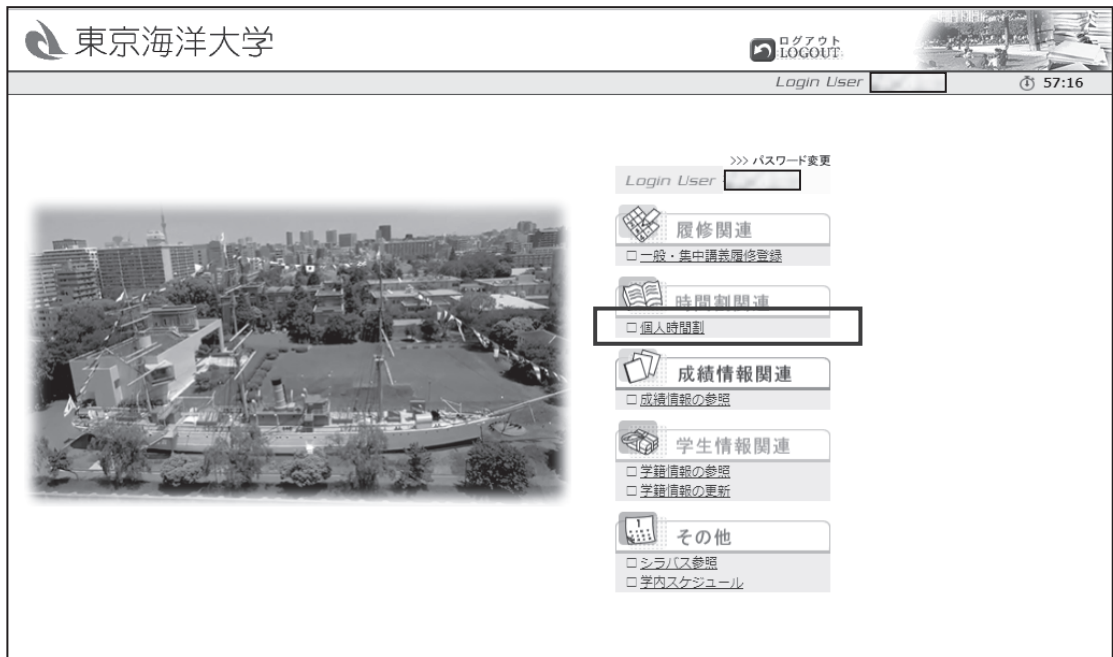 東京海洋大学
ログアウト
LOGOUT
Login User
57:16
>>> パスワード変更
Login User
履修関連
□ 一般・集中講義履修登録
時間割関連
□ 個人時間割
成績情報関連
□ 成績情報の参照
学生情報関連
□ 学籍情報の参照
□ 学籍情報の更新
その他
□ シラバス参照
□ 学内スケジュール